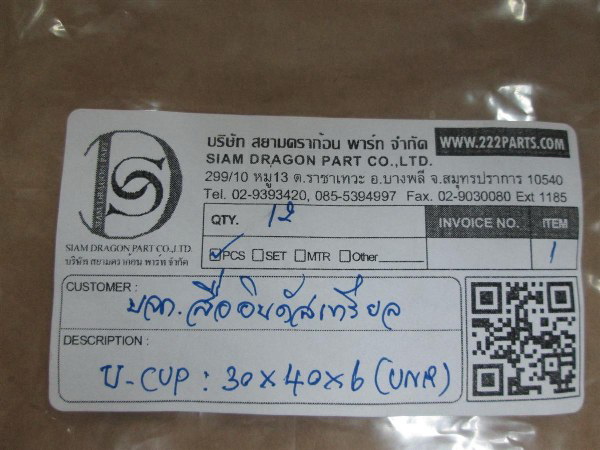 บริษัท สยามดราก้อน พาร์ท จำกัด WWW.222PARTS.COM
SIAM DRAGON PART CO.,LTD.
299/10 หมู่13 ต.ราชาเทวะ อ.บางพลี จ.สมุทรปราการ 10540
Tel. 02-9393420, 085-5394997 Fax. 02-9030080 Ext 1185
SIAM DRAGON PART
SIAM DRAGON PART CO.,LTD.
บริษัท สยามดราก้อน พาร์ท จำกัด
QTY. 12 INVOICE NO. ITEM
PCS SET MTR Other 1
CUSTOMER :
บจก. สื่ออินดัสเทรียล
DESCRIPTION :
U-CUP : 30x40x6 (UNR)